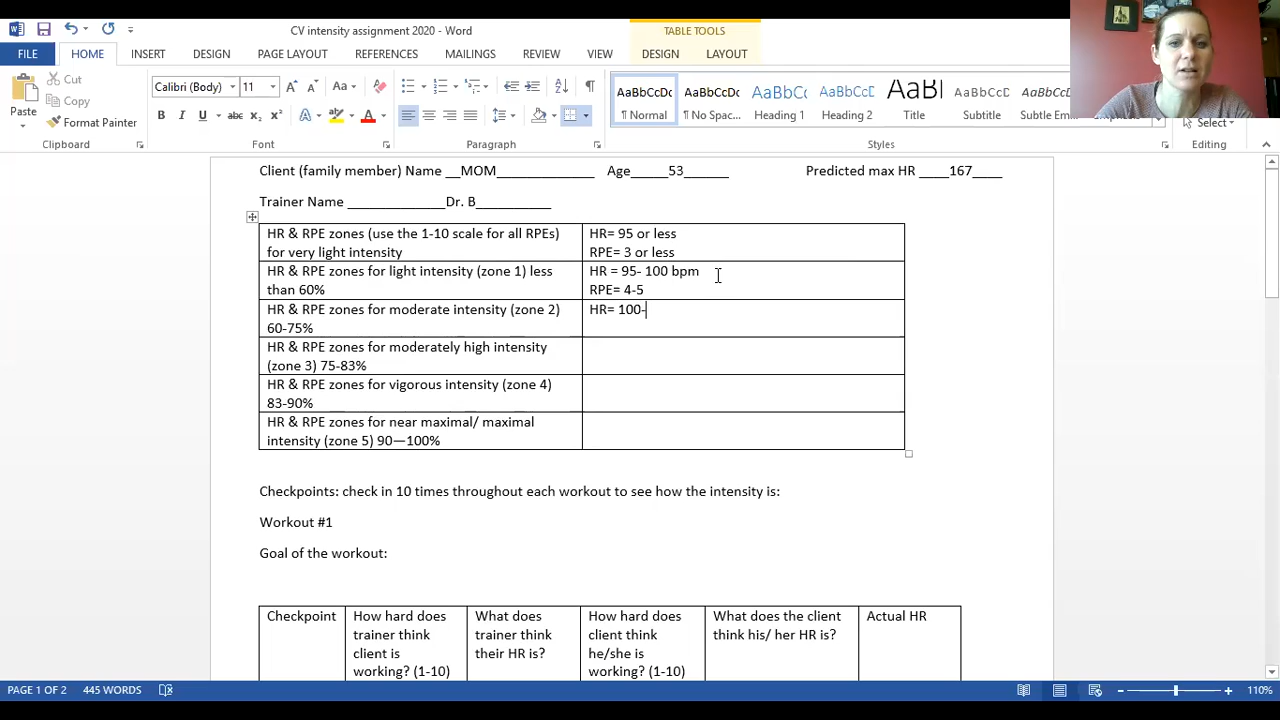 CV intensity assignment 2020 - Word
TABLE TOOLS
FILE HOME INSERT DESIGN PAGE LAYOUT REFERENCES MAILINGS REVIEW VIEW DESIGN LAYOUT
Paste
Cut
Copy
Format Painter
Calibri (Body) 11
AaBbCcDc AaBbCcDc AaBbCc AaBbCcD AaBl AaBbCcD AaBbCcDc
¶ Normal ¶ No Spac... Heading 1 Heading 2 Title Subtitle
Select
Clipboard Font Paragraph Styles Editing
Client (family member) Name __MOM_____________ Age_____53______ Predicted max HR ____167____
Trainer Name _____________Dr. B__________
HR & RPE zones (use the 1-10 scale for all RPEs)
for very light intensity
HR= 95 or less
RPE= 3 or less
HR & RPE zones for light intensity (zone 1) less
than 60%
HR = 95- 100 bpm
RPE= 4-5
HR & RPE zones for moderate intensity (zone 2)
60-75%
HR= 100-
HR & RPE zones for moderately high intensity
(zone 3) 75-83%
HR & RPE zones for vigorous intensity (zone 4)
83-90%
HR & RPE zones for near maximal/ maximal
intensity (zone 5) 90—100%
Checkpoints: check in 10 times throughout each workout to see how the intensity is:
Workout #1
Goal of the workout:
Checkpoint
How hard does
trainer think
client is
working? (1-10)
What does
trainer think
their HR is?
How hard does
client think
he/she is
working? (1-10)
What does the client
think his/ her HR is?
Actual HR
PAGE 1 OF 2 445 WORDS 110%